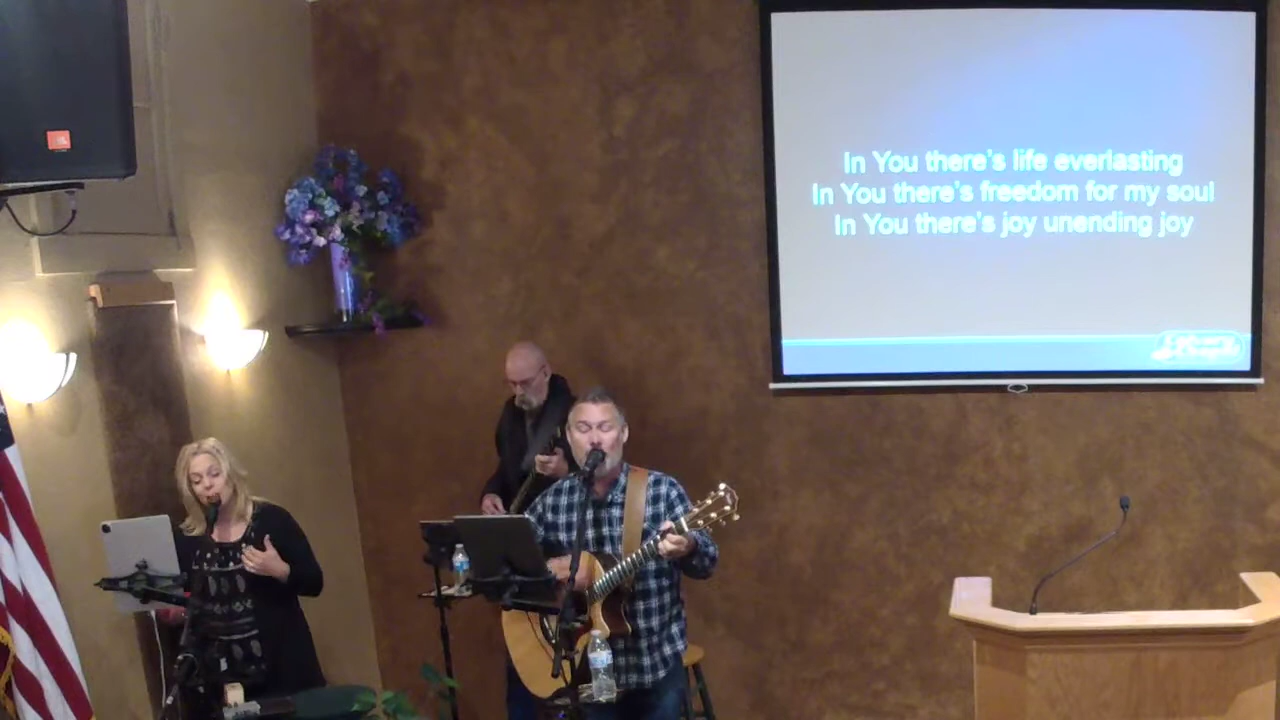 In You there's life everlasting
In You there's freedom for my soul
In You there's joy unending joy